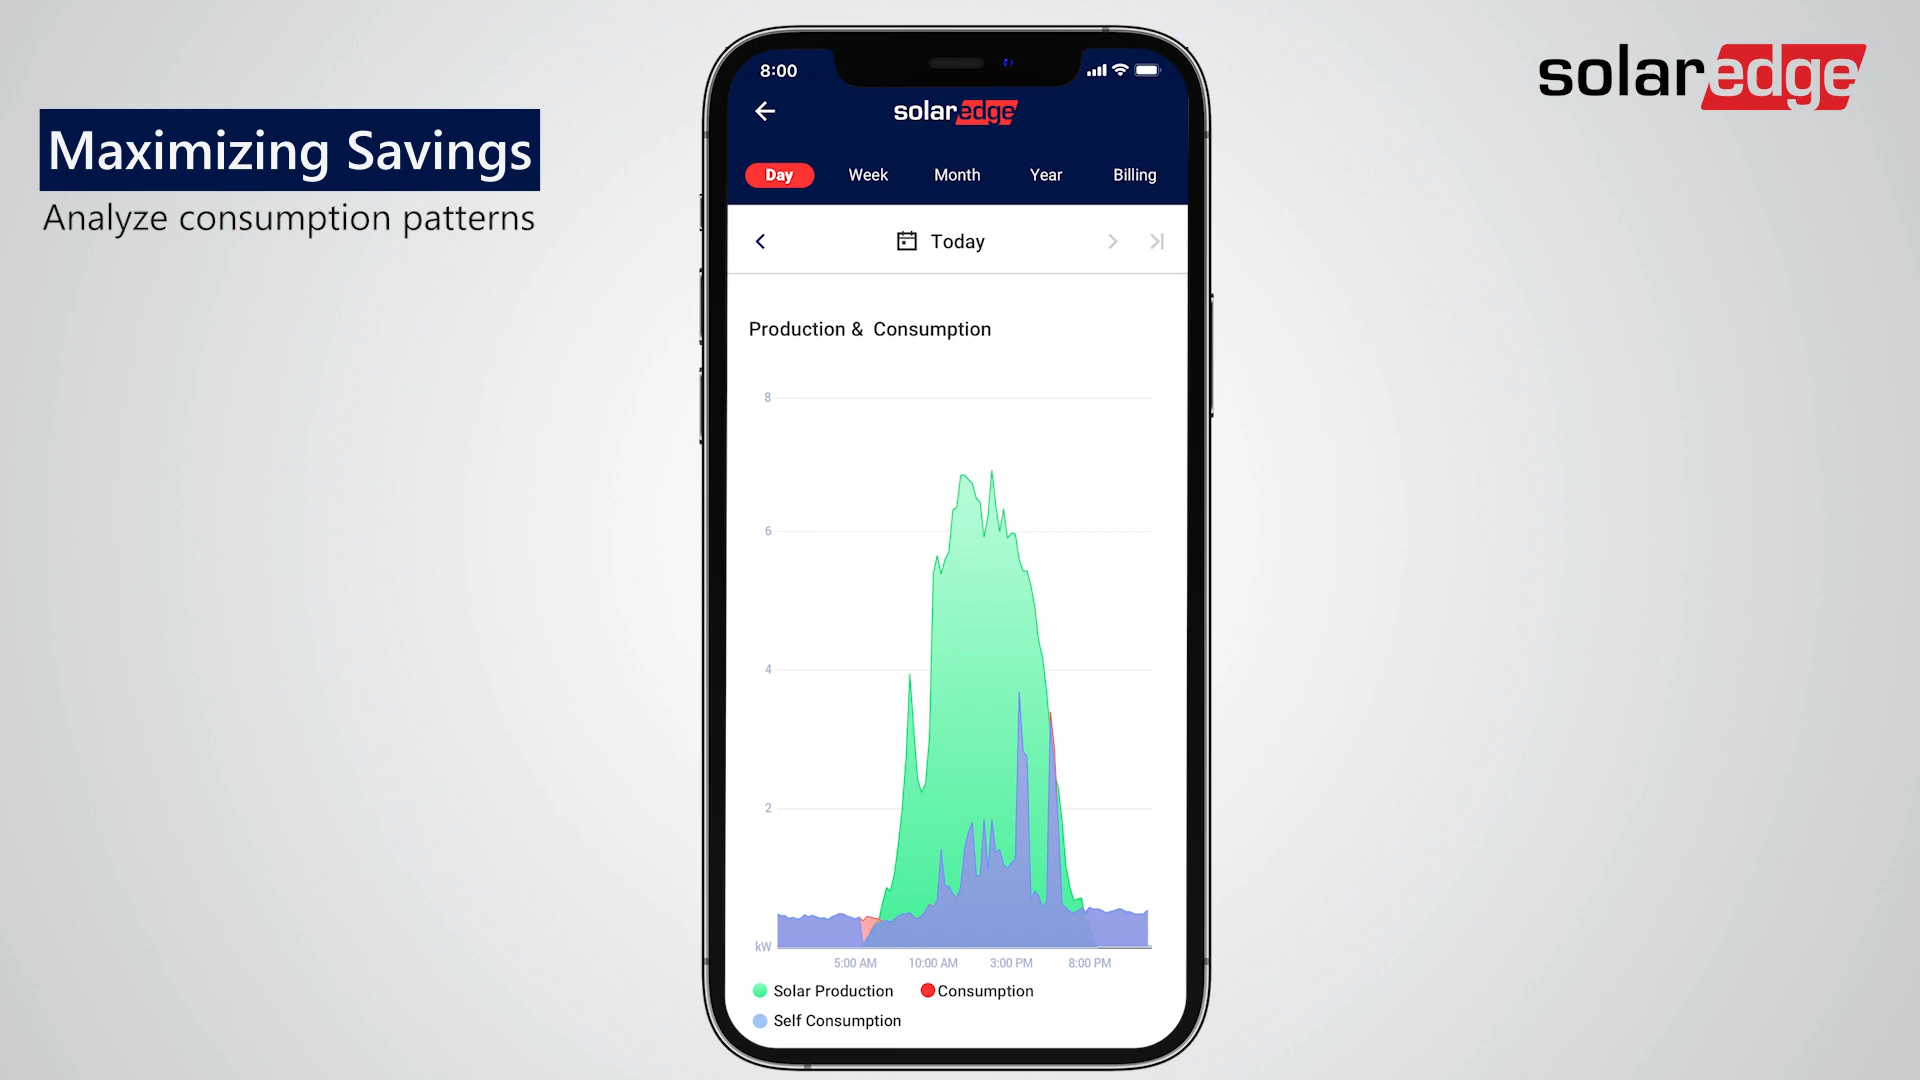 Maximizing Savings
Analyze consumption patterns
solaredge
8:00
solaredge
Day Week Month Year Billing
Today
Production & Consumption
8
6
4
2
kW
5:00 AM 10:00 AM 3:00 PM 8:00 PM
Solar Production Consumption
Self Consumption